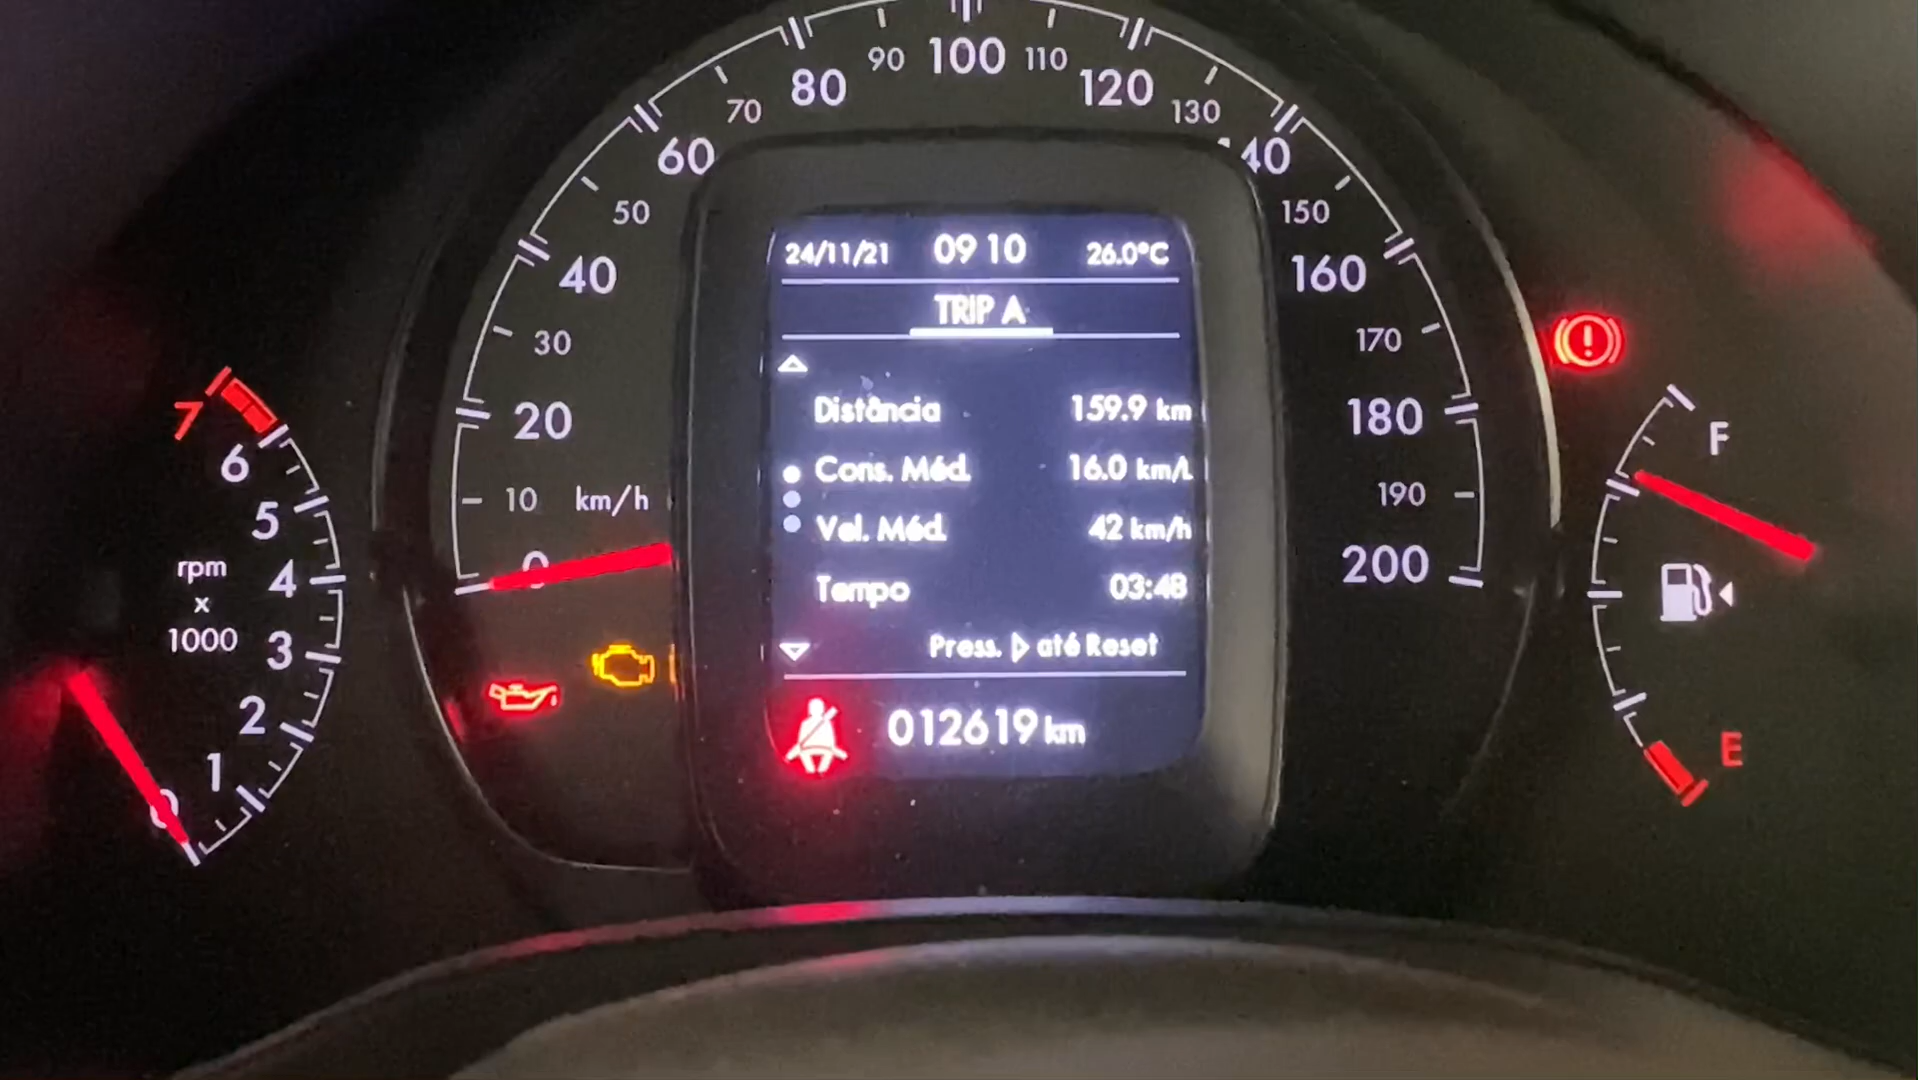 90 100 110
80 120
70 130
60 140
50 150
40 160
30 170
20 180
10 km/h 190
0 200
24/11/21 09 10 26.0°C
TRIP A
Distância 159.9 km
Cons. Méd. 16.0 km/L
Vel. Méd. 42 km/h
Tempo 03:48
Press. ▷ até Reset
012619 km
7
6
5
4
3
2
1
0
rpm
x
1000
F
E